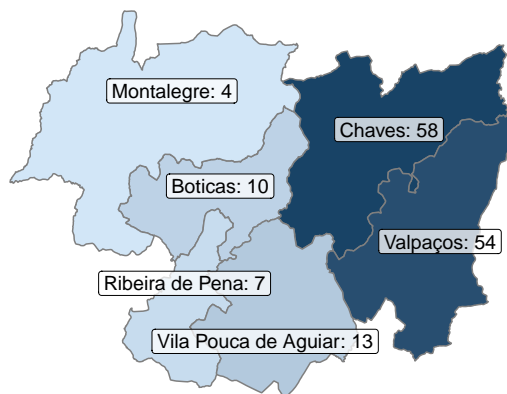 Montalegre: 4
Chaves: 58
Boticas: 10
Valpaços: 54
Ribeira de Pena: 7
Vila Pouca de Aguiar: 13